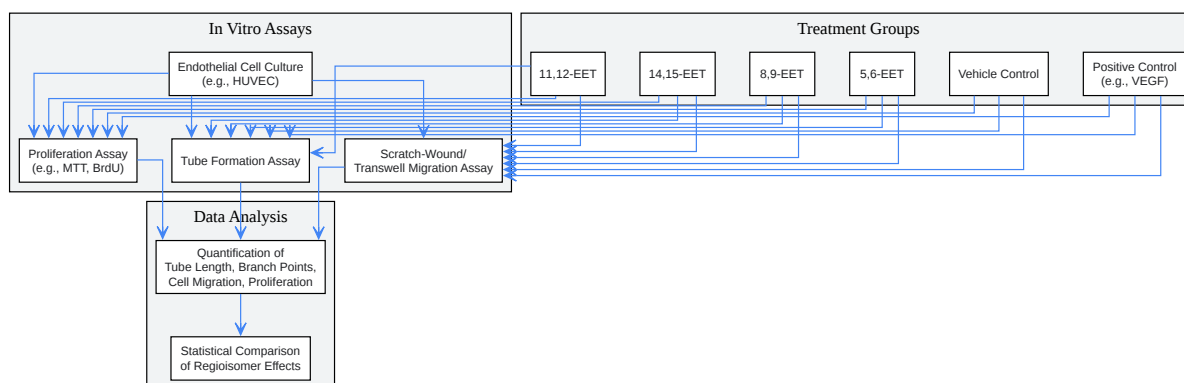 In Vitro Assays
Treatment Groups
Endothelial Cell Culture
(e.g., HUVEC)
11,12-EET
14,15-EET
8,9-EET
5,6-EET
Vehicle Control
Positive Control
(e.g., VEGF)
Proliferation Assay
(e.g., MTT, BrdU)
Tube Formation Assay
Scratch-Wound/
Transwell Migration Assay
Data Analysis
Quantification of
Tube Length, Branch Points,
Cell Migration, Proliferation
Statistical Comparison
of Regioisomer Effects